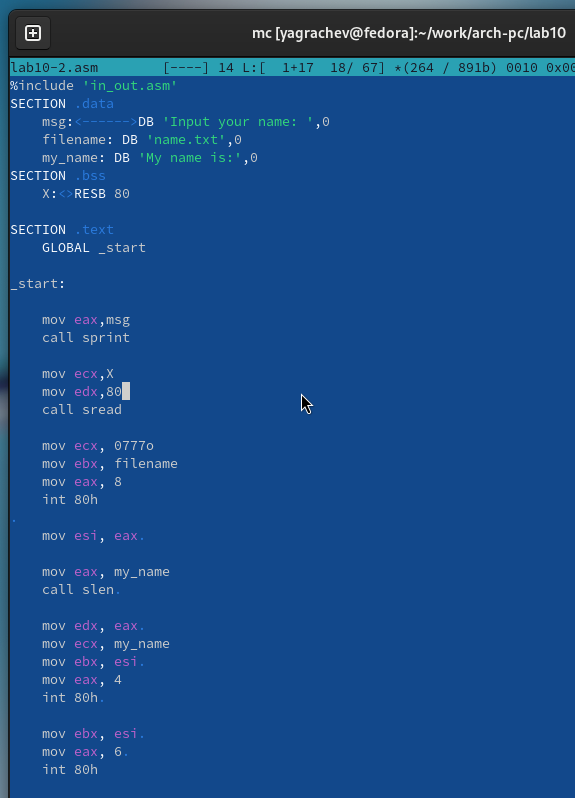 mc [yagrachev@fedora]:~/work/arch-pc/lab10
lab10-2.asm        [----] 14 L:[  1+17  18/ 67] *(264 / 891b) 0010 0x00
%include 'in_out.asm'
SECTION .data
    msg:<------>DB 'Input your name: ',0
    filename: DB 'name.txt',0
    my_name: DB 'My name is:',0
SECTION .bss
    X:<>RESB 80
SECTION .text
    GLOBAL _start
_start:
    mov eax,msg
    call sprint
    mov ecx,X
    mov edx,80
    call sread
    mov ecx, 0777o
    mov ebx, filename
    mov eax, 8
    int 80h
.
    mov esi, eax.
    mov eax, my_name
    call slen.
    mov edx, eax.
    mov ecx, my_name
    mov ebx, esi.
    mov eax, 4
    int 80h.
    mov ebx, esi.
    mov eax, 6.
    int 80h